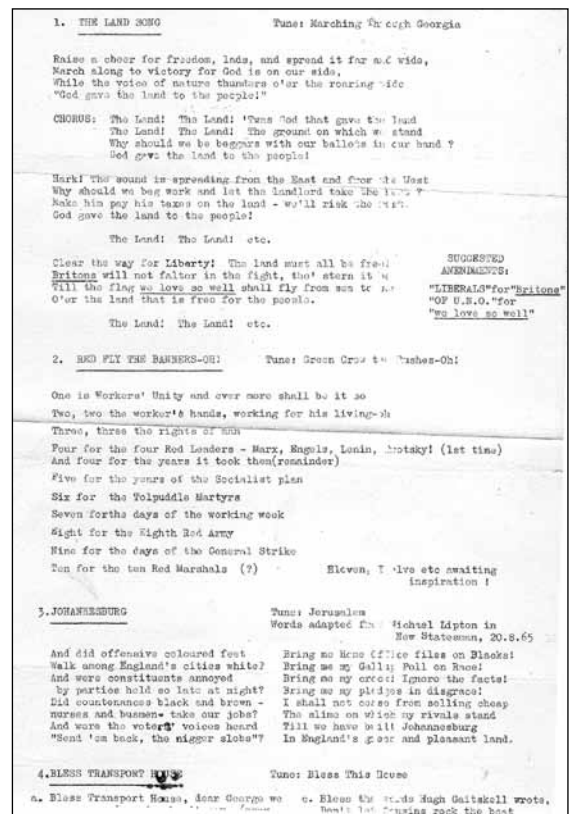 1. THE LAND SONG Tune: Marching Through Georgia
Raise a cheer for freedom, lads, and spread it far and wide,
March along to victory for God is on our side,
While the voice of nature thunders o'er the roaring
"God gave the land to the people!"
CHORUS: The Land! The Land! 'Twas God that gave the land
The Land! The Land! The ground on which we stand
Why should we be beggars with our ballots in our hand ?
God gave the land to the people!
Hark! The sound is spreading from the East and from the West
Why should we beg work and let the landlord take the ?
Make him pay his taxes on the land - we'll risk the
God gave the land to the people!
The Land! The Land! etc.
Clear the way for Liberty! The land must all be free!
Britons will not falter in the fight, tho' stern it
Till the flag we love so well shall fly from sea to
O'er the land that is free for the people.
The Land! The Land! etc.
SUGGESTED
AMENDMENTS:
"LIBERALS"for"Britons"
"OF U.N.O."for
"we love so well"
2. RED FLY THE BANNERS-OH! Tune: Green Grow the Rushes-Oh!
One is Workers' Unity and ever more shall be it so
Two, two the worker's hands, working for his living-oh
Three, three the rights of man
Four for the four Red Leaders - Marx, Engels, Lenin, Trotsky! (1st time)
And four for the years it took them(remainder)
Five for the years of the Socialist plan
Six for the Tolpuddle Martyrs
Seven forthe days of the working week
Eight for the Eighth Red Army
Nine for the days of the General Strike
Ten for the ten Red Marshals (?) Eleven, Twelve etc awaiting
inspiration !
3.JOHANNESBURG Tune: Jerusalem
Words adapted from Michael Lipton in
New Statesman, 20.8.65
And did offensive coloured feet
Walk among England's cities white?
And were constituents annoyed
by parties held so late at night?
Did countenances black and brown -
nurses and busmen- take our jobs?
And were the voters' voices heard
"Send 'em back, the nigger slobs"?
Bring me Home Office files on Blacks!
Bring me my Gallup Poll on Race!
Bring me my creed! Ignore the facts!
Bring me my pledges in disgrace!
I shall not cease from selling cheap
The slime on which my rivals stand
Till we have built Johannesburg
In England's green and pleasant land.
4.BLESS TRANSPORT HOUSE Tune: Bless This House
a. Bless Transport House, dear George we
c. Bless the words Hugh Gaitskell wrote,
Don't let Cousins rock the boat